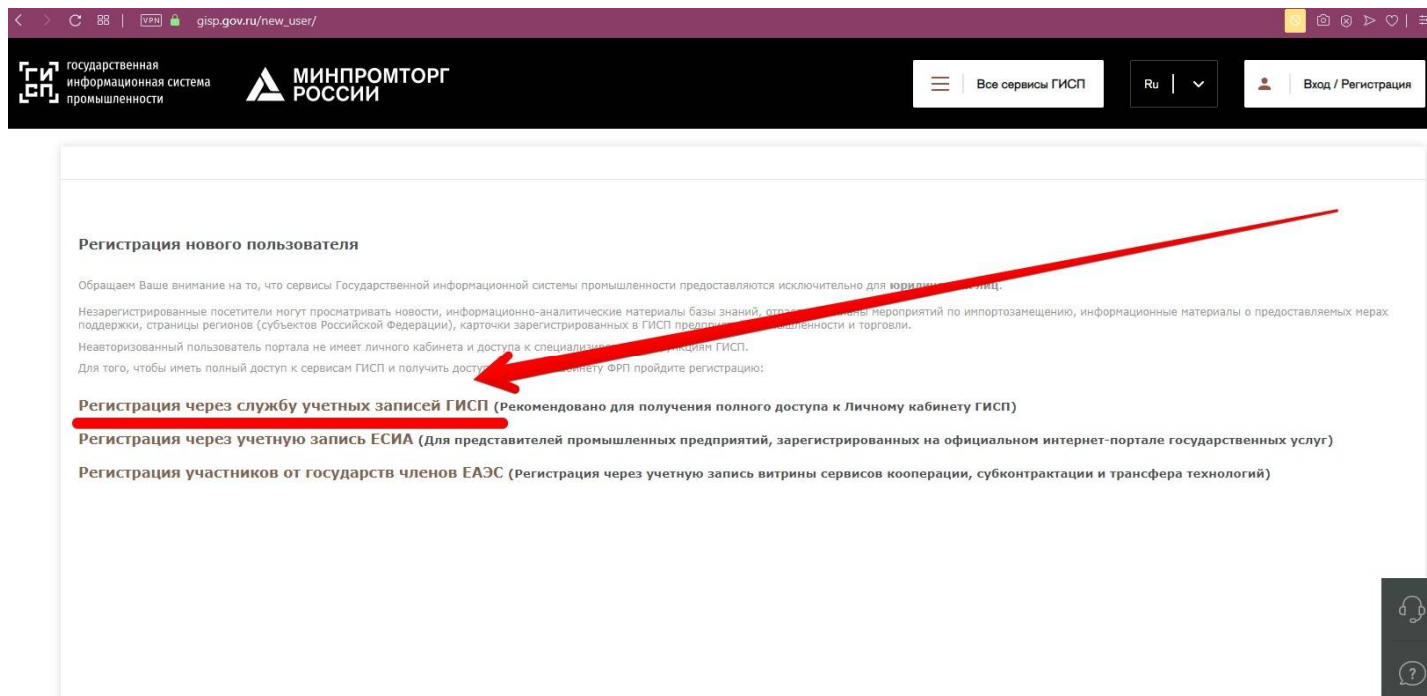 VPN gisp.gov.ru/new_user/
государственная
информационная система
промышленности
ГИ
СП
МИНПРОМТОРГ
РОССИИ
Все сервисы ГИСП
Ru
Вход / Регистрация
Регистрация нового пользователя
Обращаем Ваше внимание на то, что сервисы Государственной информационной системы промышленности предоставляются исключительно для лиц.
Незарегистрированные посетители могут просматривать новости, информационно-аналитические материалы базы знаний, мероприятий по импортозамещению, информационные материалы о предоставляемых мерах
поддержки, страницы регионов (субъектов Российской Федерации), карточки зарегистрированных в ГИСП и торговли.
Неавторизованный пользователь портала не имеет личного кабинета и доступа к ГИСП.
Для того, чтобы иметь полный доступ к сервисам ГИСП и получить ФРП пройдите регистрацию:
Регистрация через службу учетных записей ГИСП (Рекомендовано для получения полного доступа к Личному кабинету ГИСП)
Регистрация через учетную запись ЕСИА (Для представителей промышленных предприятий, зарегистрированных на официальном интернет-портале государственных услуг)
Регистрация участников от государств членов ЕАЭС (Регистрация через учетную запись витрины сервисов кооперации, субконтрактации и трансфера технологий)